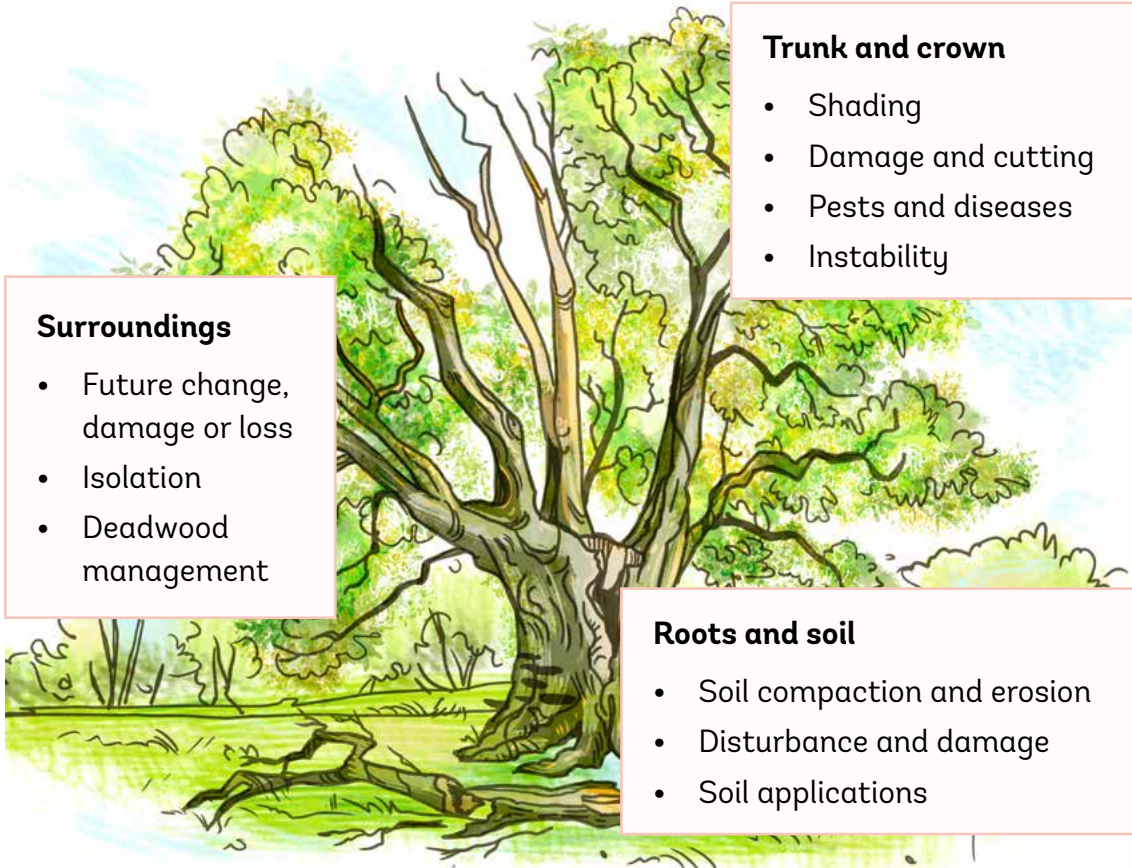 Trunk and crown
• Shading
• Damage and cutting
• Pests and diseases
• Instability
Surroundings
• Future change,
damage or loss
• Isolation
• Deadwood
management
Roots and soil
• Soil compaction and erosion
• Disturbance and damage
• Soil applications